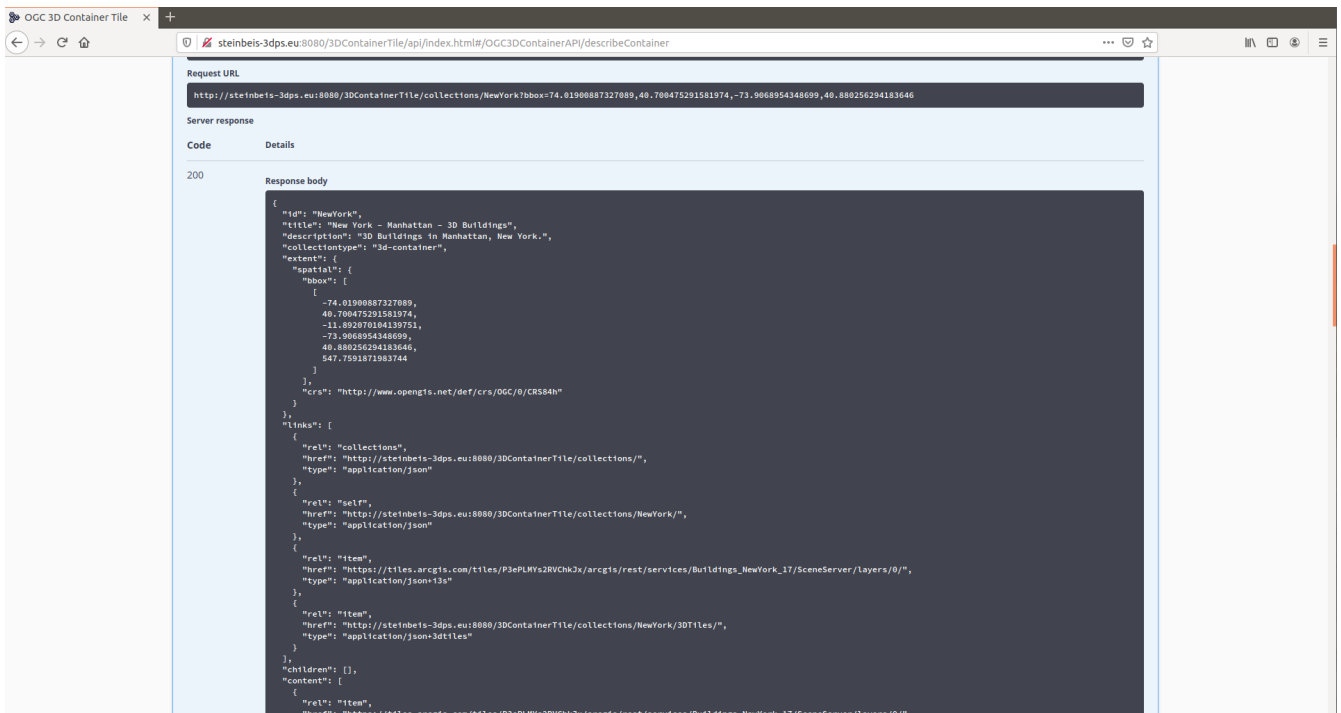 OGC 3D Container Tile
steinbeis-3dps.eu:8080/3DContainerTile/api/index.html#/OGC3DContainerAPI/describeContainer
Request URL
http://steinbeis-3dps.eu:8080/3DContainerTile/collections/NewYork?bbox=74.01900887327089,40.700475291581974,-73.9068954348699,40.880256294183646
Server response
Code Details
200
Response body
{
"id": "NewYork",
"title": "New York - Manhattan - 3D Buildings",
"description": "3D Buildings in Manhattan, New York.",
"collectiontype": "3d-container",
"extent": {
"spatial": {
"bbox": [
[
-74.01900887327089,
40.700475291581974,
-11.892070104139751,
-73.9068954348699,
40.880256294183646,
547.7591871983744
]
],
"crs": "http://www.opengis.net/def/crs/OGC/0/CRS84h"
}
},
"links": [
{
"rel": "collections",
"href": "http://steinbeis-3dps.eu:8080/3DContainerTile/collections/",
"type": "application/json"
},
{
"rel": "self",
"href": "http://steinbeis-3dps.eu:8080/3DContainerTile/collections/NewYork/",
"type": "application/json"
},
{
"rel": "item",
"href": "https://tiles.arcgis.com/tiles/P3ePLMYs2RVChkJx/arcgis/rest/services/Buildings_NewYork_17/SceneServer/layers/0/",
"type": "application/json+i3s"
},
{
"rel": "item",
"href": "http://steinbeis-3dps.eu:8080/3DContainerTile/collections/NewYork/3DTiles/",
"type": "application/json+3dtiles"
}
],
"children": [],
"content": [
{
"rel": "item",